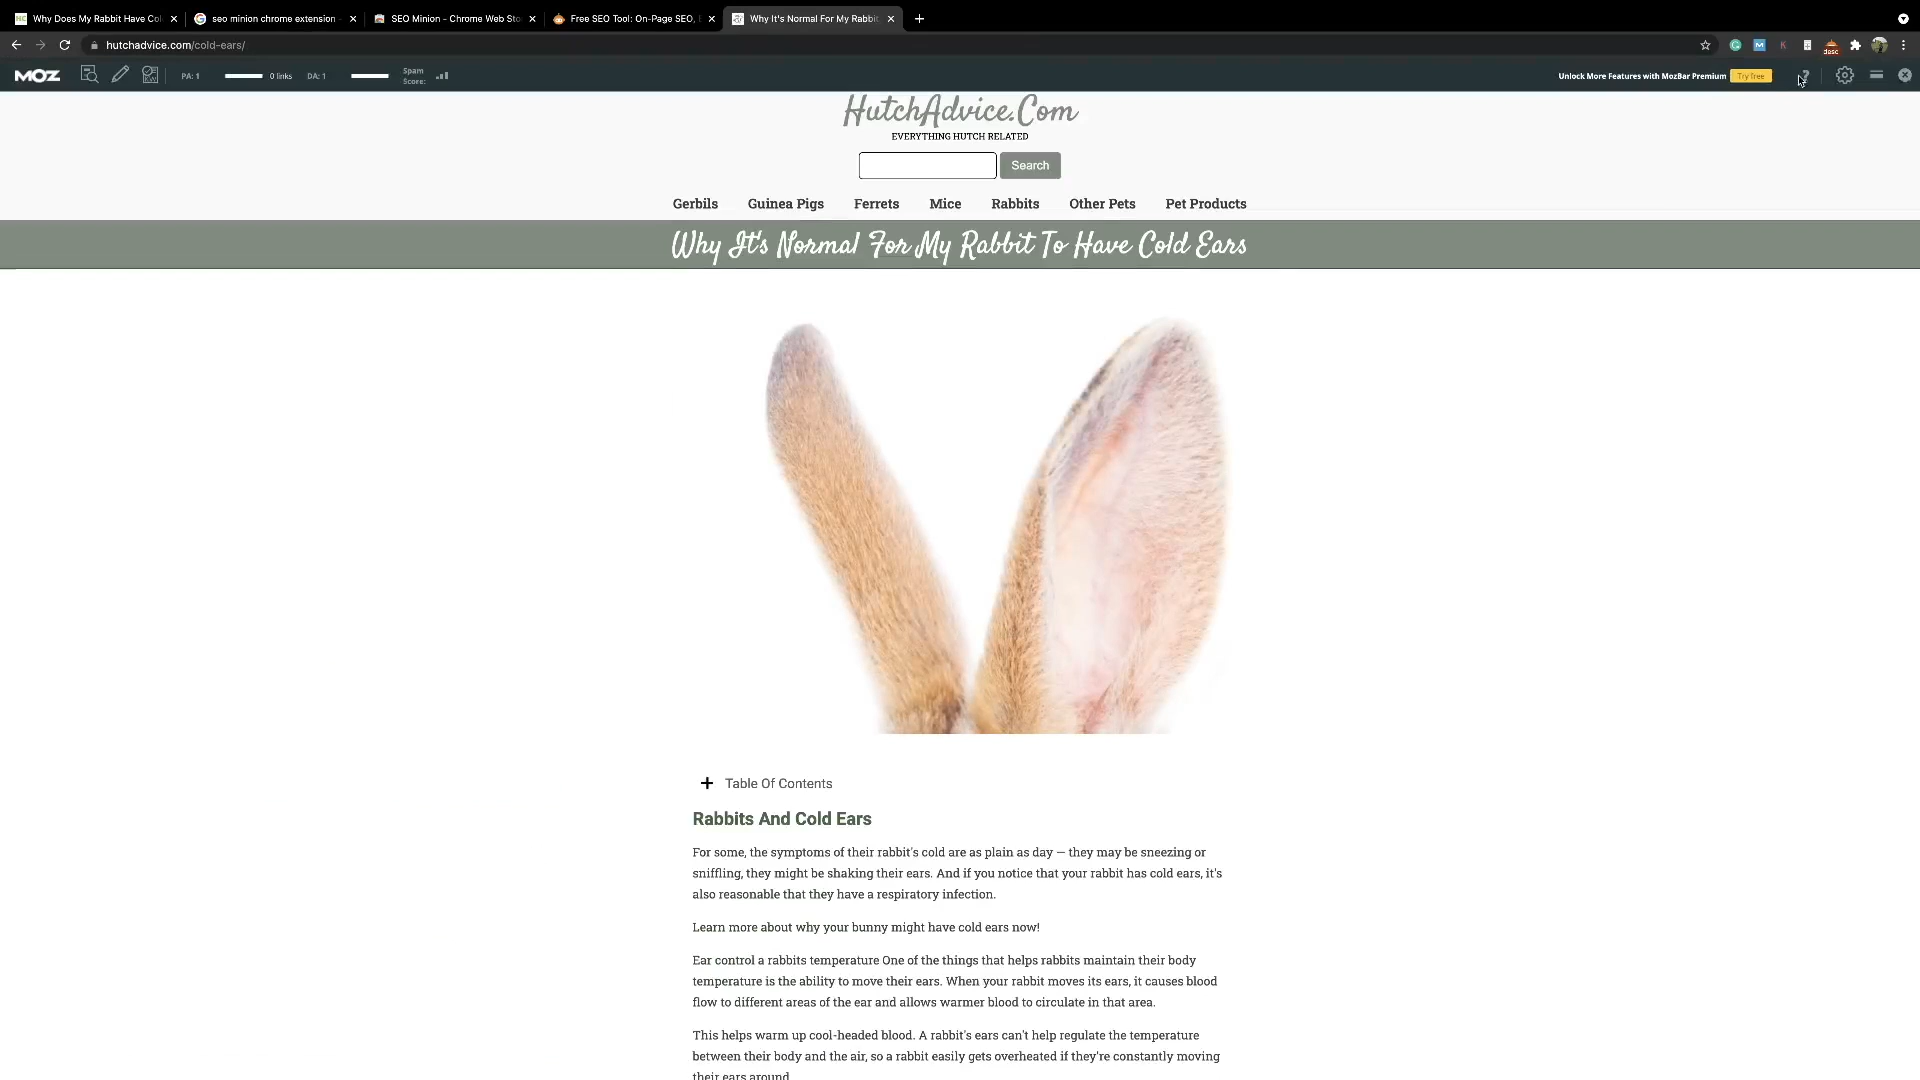 Why Does My Rabbit Have Col
seo minion chrome extension -
SEO Minion - Chrome Web Sto
Free SEO Tool: On-Page SEO,
Why It's Normal For My Rabbit
hutchadvice.com/cold-ears/
MOZ
PA: 1
0 links
DA: 1
Spam
Score:
Unlock More Features with MozBar Premium
Try free
?
desc
HutchAdvice.Com
EVERYTHING HUTCH RELATED
Search
Gerbils Guinea Pigs Ferrets Mice Rabbits Other Pets Pet Products
Why It's Normal For My Rabbit To Have Cold Ears
+ Table Of Contents
Rabbits And Cold Ears
For some, the symptoms of their rabbit's cold are as plain as day — they may be sneezing or
sniffling, they might be shaking their ears. And if you notice that your rabbit has cold ears, it's
also reasonable that they have a respiratory infection.
Learn more about why your bunny might have cold ears now!
Ear control a rabbits temperature One of the things that helps rabbits maintain their body
temperature is the ability to move their ears. When your rabbit moves its ears, it causes blood
flow to different areas of the ear and allows warmer blood to circulate in that area.
This helps warm up cool-headed blood. A rabbit's ears can't help regulate the temperature
between their body and the air, so a rabbit easily gets overheated if they're constantly moving
their ears around.